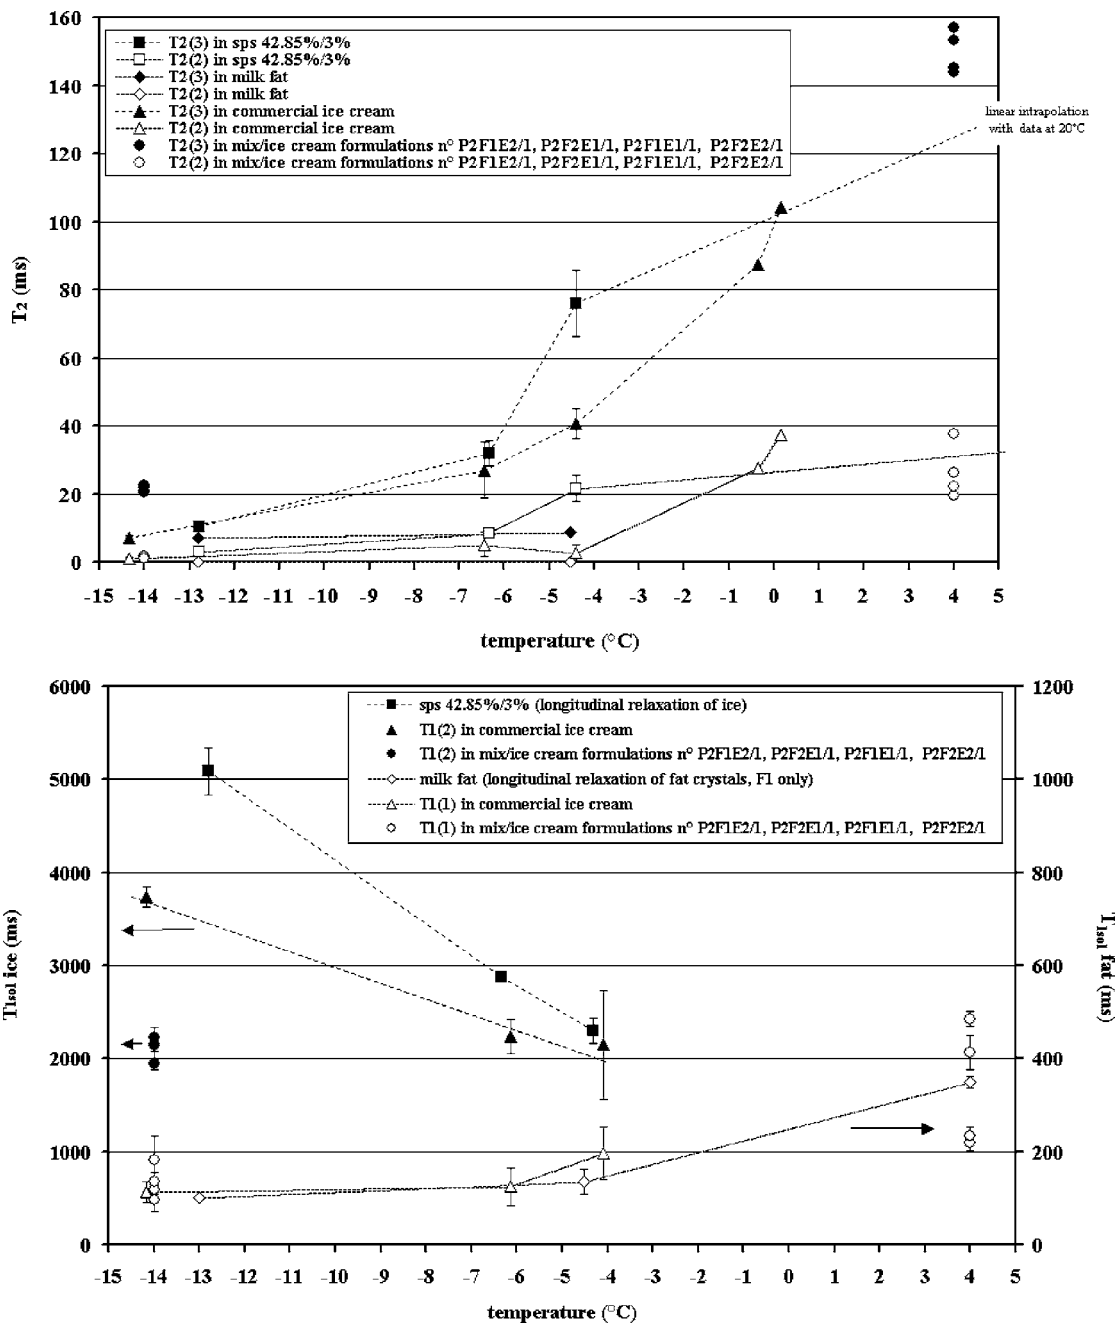 160
140
120
100
80
60
40
20
0
T2 (ms)
T2(3) in sps 42.85%/3%
T2(2) in sps 42.85%/3%
T2(3) in milk fat
T2(2) in milk fat
T2(3) in commercial ice cream
T2(2) in commercial ice cream
T2(3) in mix/ice cream formulations n° P2F1E2/1, P2F2E1/1, P2F1E1/1, P2F2E2/1
T2(2) in mix/ice cream formulations n° P2F1E2/1, P2F2E1/1, P2F1E1/1, P2F2E2/1
linear intrapolation
with data at 20°C
-15 -14 -13 -12 -11 -10 -9 -8 -7 -6 -5 -4 -3 -2 -1 0 1 2 3 4 5
temperature (°C)
6000
5000
4000
3000
2000
1000
0
T1sol ice (ms)
sps 42.85%/3% (longitudinal relaxation of ice)
T1(2) in commercial ice cream
T1(2) in mix/ice cream formulations n° P2F1E2/1, P2F2E1/1, P2F1E1/1, P2F2E2/1
milk fat (longitudinal relaxation of fat crystals, F1 only)
T1(1) in commercial ice cream
T1(1) in mix/ice cream formulations n° P2F1E2/1, P2F2E1/1, P2F1E1/1, P2F2E2/1
1200
1000
800
600
400
200
0
T1sol fat (ms)
-15 -14 -13 -12 -11 -10 -9 -8 -7 -6 -5 -4 -3 -2 -1 0 1 2 3 4 5
temperature (°C)